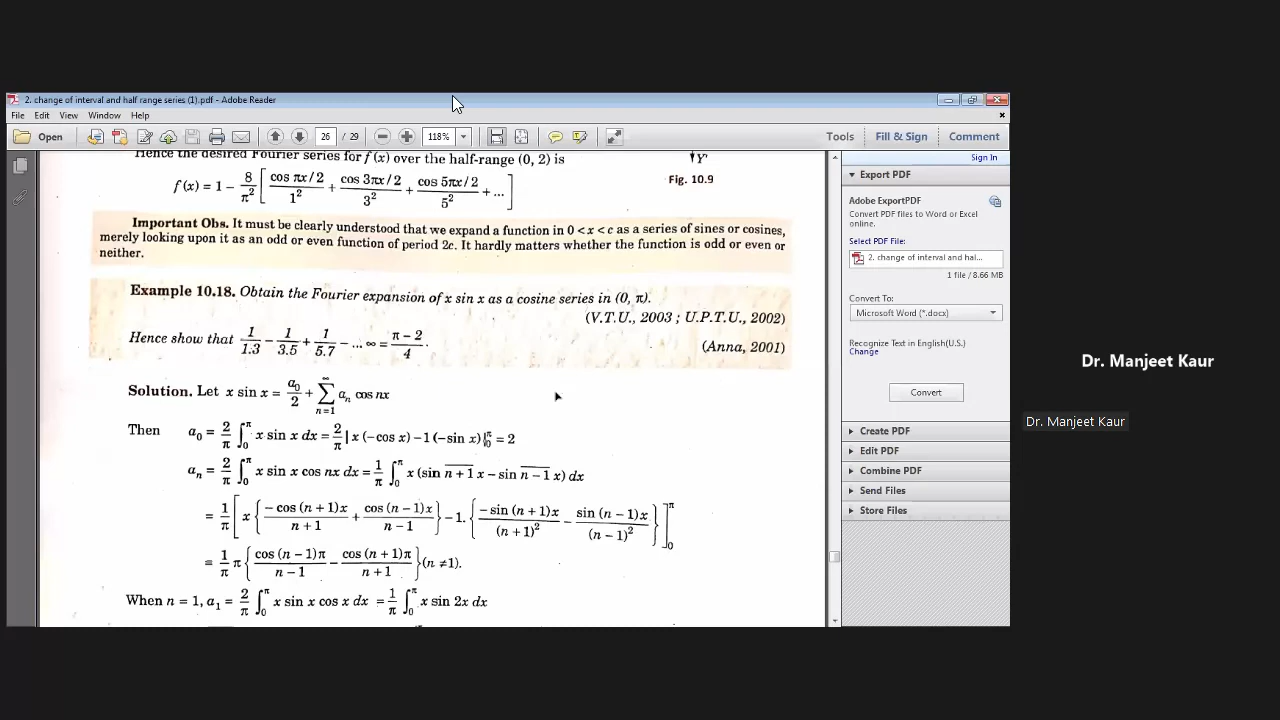 2. change of interval and half range series (1).pdf - Adobe Reader
File Edit View Window Help
Open 26 / 29 118% Tools Fill & Sign Comment
Hence the desired Fourier series for f (x) over the half-range (0, 2) is
Y'
Fig. 10.9
f (x) = 1 – 8/π² [ cos πx/2 / 1² + cos 3πx/2 / 3² + cos 5πx/2 / 5² + ... ]
Important Obs. It must be clearly understood that we expand a function in 0 < x < c as a series of sines or cosines,
merely looking upon it as an odd or even function of period 2c. It hardly matters whether the function is odd or even or
neither.
Example 10.18. Obtain the Fourier expansion of x sin x as a cosine series in (0, π).
(V.T.U., 2003 ; U.P.T.U., 2002)
Hence show that 1/1.3 – 1/3.5 + 1/5.7 – ... ∞ = π – 2 / 4 .
(Anna, 2001)
Solution. Let x sin x = a₀/2 + ∑ₙ₌₁^∞ aₙ cos nx
Then a₀ = 2/π ∫₀^π x sin x dx = 2/π | x (–cos x) – 1 (–sin x) |₀^π = 2
aₙ = 2/π ∫₀^π x sin x cos nx dx = 1/π ∫₀^π x (sin n+1 x – sin n – 1 x) dx
= 1/π [ x { –cos (n + 1)x / n + 1 + cos (n – 1)x / n – 1 } – 1. { –sin (n + 1)x / (n + 1)² – sin (n – 1)x / (n – 1)² } ]₀^π
= 1/π π { cos (n – 1)π / n – 1 – cos (n + 1)π / n + 1 } (n ≠ 1).
When n = 1, a₁ = 2/π ∫₀^π x sin x cos x dx = 1/π ∫₀^π x sin 2x dx
Sign In
Export PDF
Adobe ExportPDF
Convert PDF files to Word or Excel
online.
Select PDF File:
2. change of interval and hal...
1 file / 8.66 MB
Convert To:
Microsoft Word (*.docx)
Recognize Text in English(U.S.)
Change
Convert
Create PDF
Edit PDF
Combine PDF
Send Files
Store Files
Dr. Manjeet Kaur
Dr. Manjeet Kaur